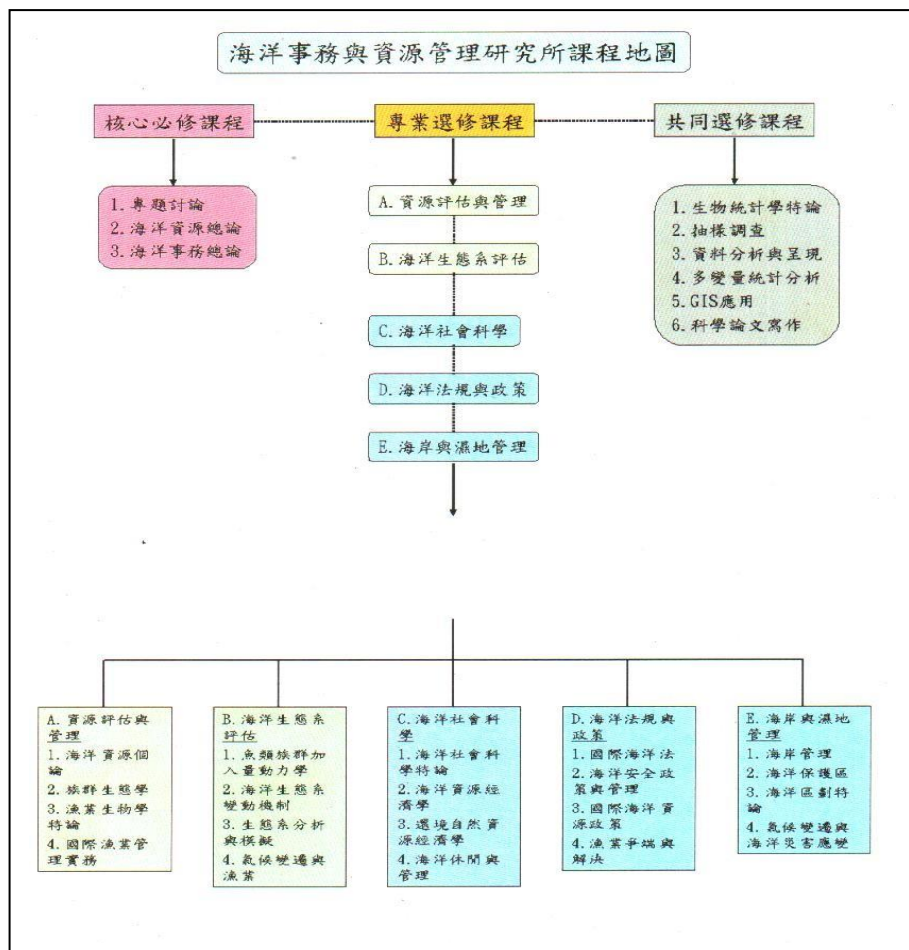 海洋事務與資源管理研究所課程地圖
核心必修課程
專業選修課程
共同選修課程
1. 專題討論
2. 海洋資源總論
3. 海洋事務總論
A. 資源評估與管理
B. 海洋生態系評估
C. 海洋社會科學
D. 海洋法規與政策
E. 海岸與濕地管理
1. 生物統計學特論
2. 抽樣調查
3. 資料分析與呈現
4. 多變量統計分析
5. GIS應用
6. 科學論文寫作
A. 資源評估與
管理
1. 海洋資源個
論
2. 族群生態學
3. 漁業生物學
特論
4. 國際漁業管
理實務
B. 海洋生態系
評估
1. 魚類族群加
入量動力學
2. 海洋生態系
變動機制
3. 生態系分析
與模擬
4. 氣候變遷與
漁業
C. 海洋社會科
學
1. 海洋社會科
學特論
2. 海洋資源經
濟學
3. 環境自然資
源經濟學
4. 海洋休閒與
管理
D. 海洋法規與
政策
1. 國際海洋法
2. 海洋安全政
策與管理
3. 國際海洋資
源政策
4. 漁業爭端與
解決
E. 海岸與濕地
管理
1. 海岸管理
2. 海洋保護區
3. 海洋區劃特
論
4. 氣候變遷與
海洋災害應變